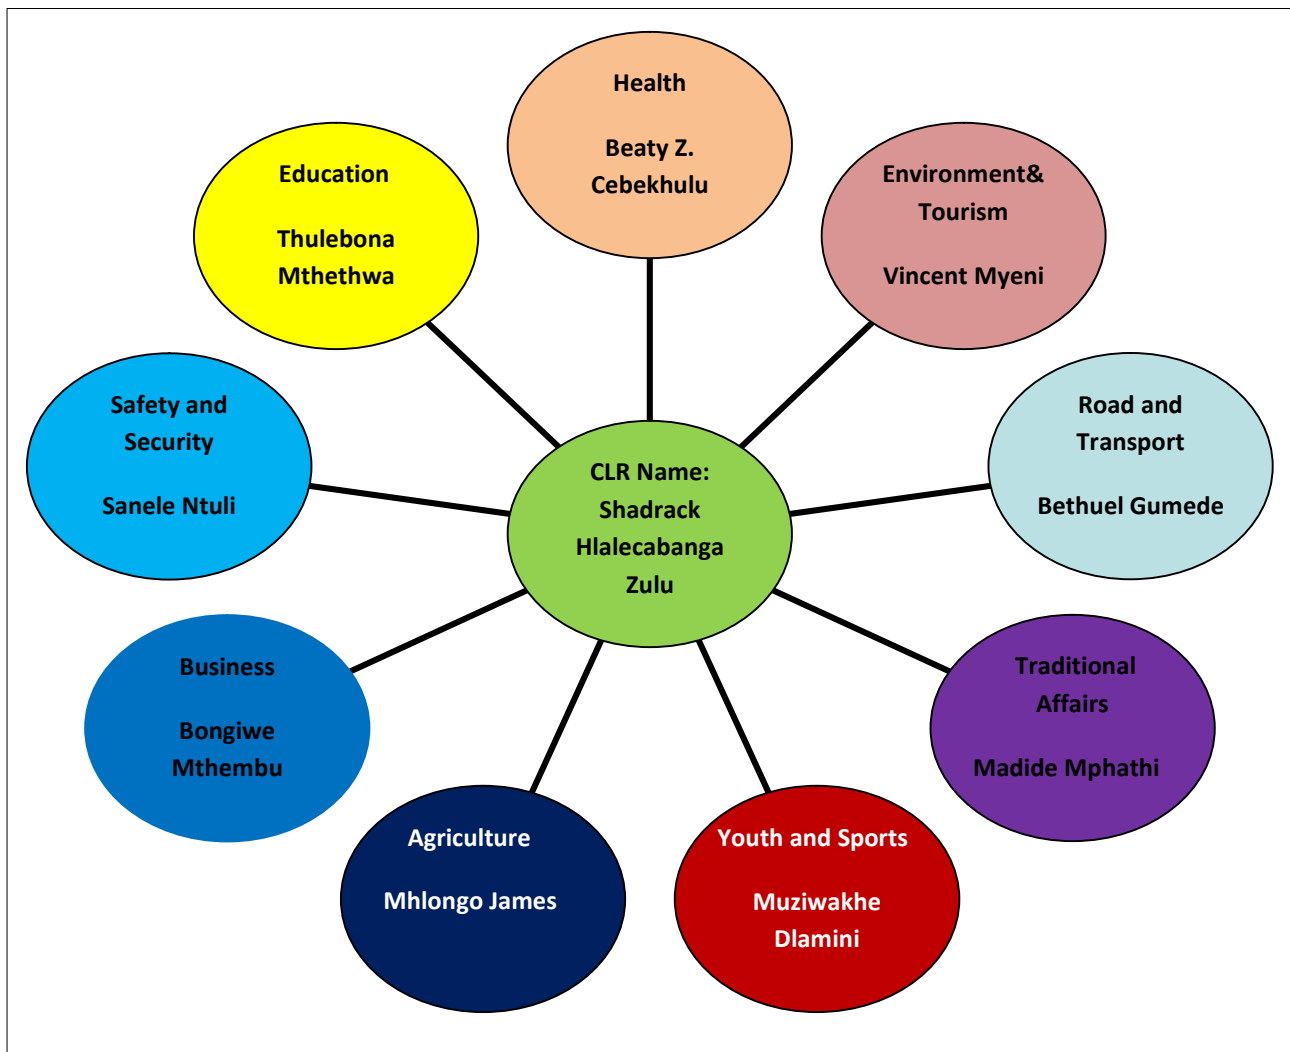 Health
Beaty Z.
Cebekhulu
Education
Thulebona
Mthethwa
Environment&
Tourism
Vincent Myeni
Safety and
Security
Sanele Ntuli
Road and
Transport
Bethuel Gumede
CLR Name:
Shadrack
Hlalecabanga
Zulu
Business
Bongiwe
Mthembu
Traditional
Affairs
Madide Mphathi
Agriculture
Mhlongo James
Youth and Sports
Muziwakhe
Dlamini